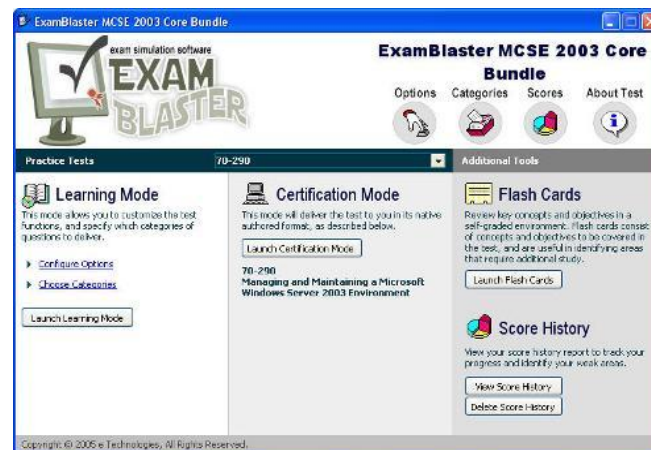 ExamBlaster MCSE 2003 Core Bundle
exam simulation software
EXAM
BLASTER
ExamBlaster MCSE 2003 Core
Bundle
Options Categories Scores About Test
Practice Tests 70-290 Additional Tools
Learning Mode
This mode allows you to customize the test
functions, and specify which categories of
questions to deliver.
Configure Options
Choose Categories
Launch Learning Mode
Certification Mode
This mode will deliver the test to you in its native
authored format, as described below.
Launch Certification Mode
70-290
Managing and Maintaining a Microsoft
Windows Server 2003 Environment
Flash Cards
Review key concepts and objectives in a
self-graded environment. Flash cards consist
of concepts and objectives to be covered in
the test, and are useful in identifying areas
that require additional study.
Launch Flash Cards
Score History
View your score history report to track your
progress and identify your weak areas.
View Score History
Delete Score History
Copyright © 2005 e Technologies, All Rights Reserved.